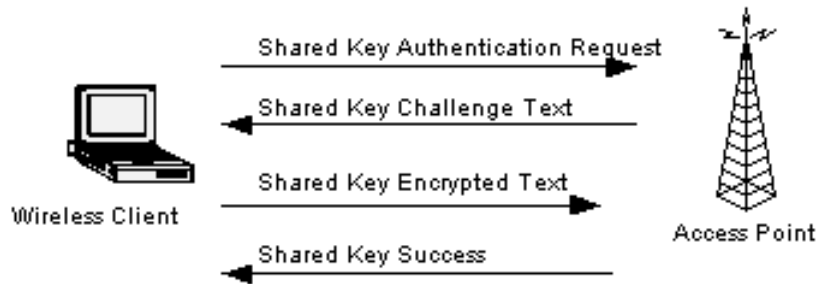 Shared Key Authentication Request
Shared Key Challenge Text
Shared Key Encrypted Text
Wireless Client
Access Point
Shared Key Success